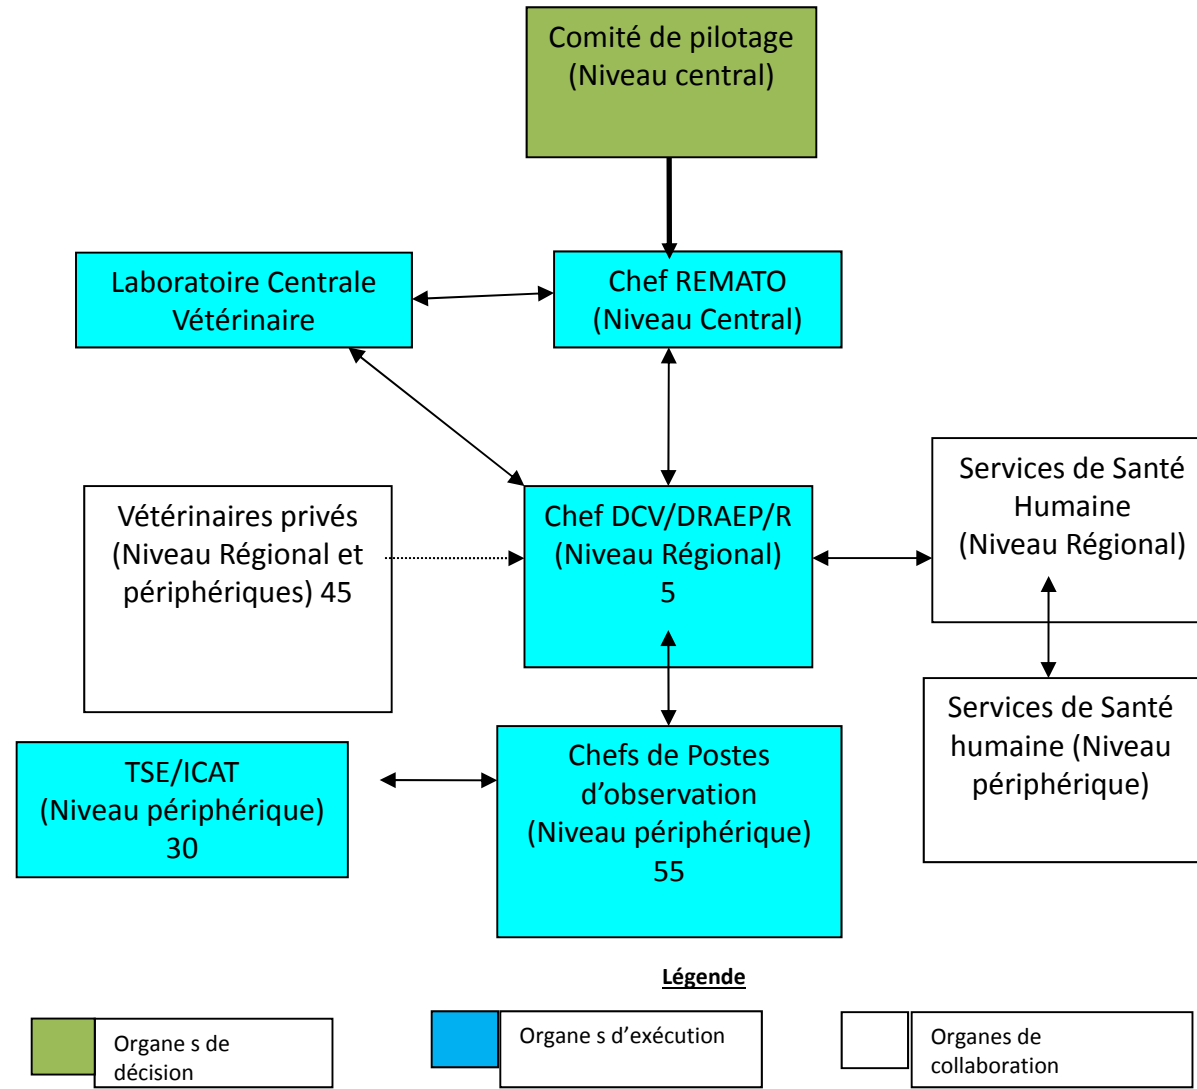 Comité de pilotage
(Niveau central)
Laboratoire Centrale
Vétérinaire
Chef REMATO
(Niveau Central)
Vétérinaires privés
(Niveau Régional et
périphériques) 45
Chef DCV/DRAEP/R
(Niveau Régional)
5
Services de Santé
Humaine
(Niveau Régional)
Services de Santé
humaine (Niveau
périphérique)
TSE/ICAT
(Niveau périphérique)
30
Chefs de Postes
d’observation
(Niveau périphérique)
55
Légende
Organe s de
décision
Organe s d’exécution
Organes de
collaboration